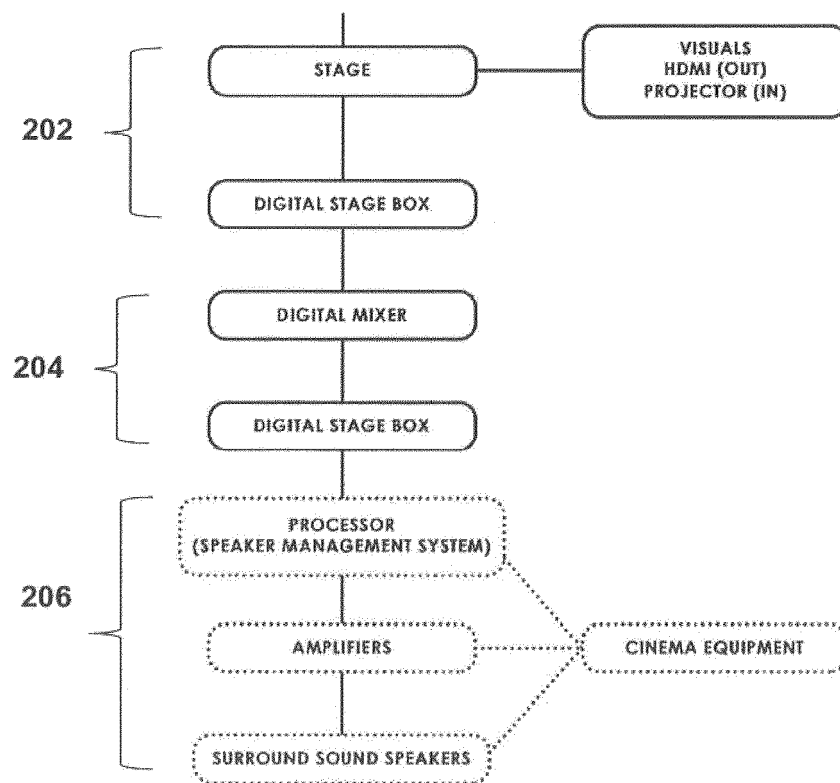 STAGE
VISUALS
HDMI (OUT)
PROJECTOR (IN)
202
DIGITAL STAGE BOX
DIGITAL MIXER
204
DIGITAL STAGE BOX
PROCESSOR
(SPEAKER MANAGEMENT SYSTEM)
206
AMPLIFIERS
CINEMA EQUIPMENT
SURROUND SOUND SPEAKERS